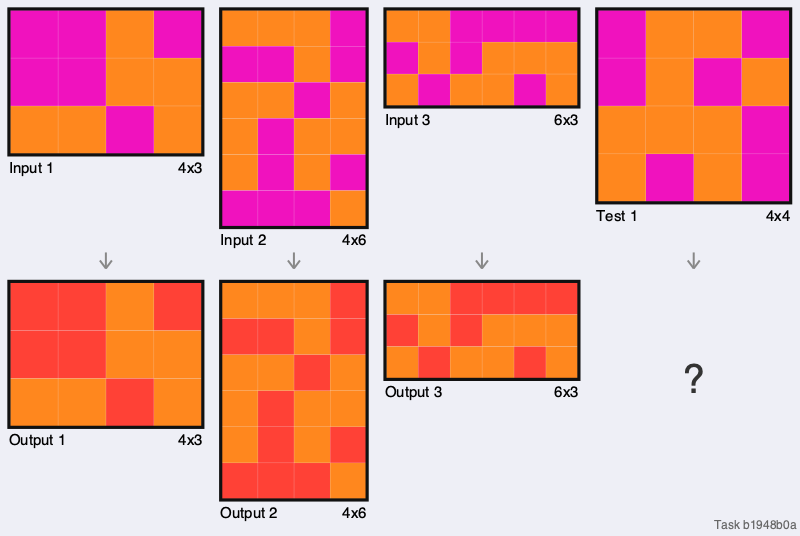 Input 1 4x3
Input 2 4x6
Input 3 6x3
Test 1 4x4
?
Output 1 4x3
Output 2 4x6
Output 3 6x3
Task b1948b0a